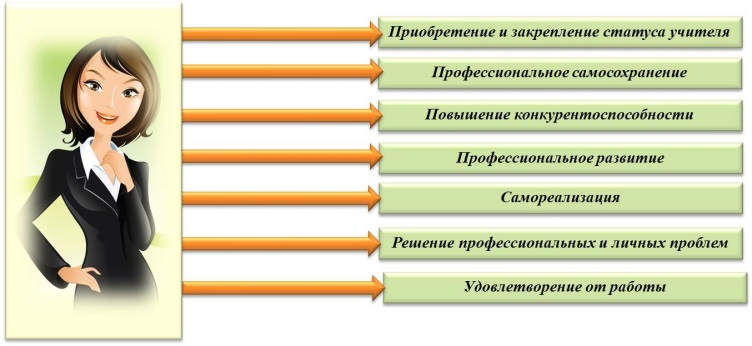 Приобретение и закрепление статуса учителя
Профессиональное самосохранение
Повышение конкурентоспособности
Профессиональное развитие
Самореализация
Решение профессиональных и личных проблем
Удовлетворение от работы